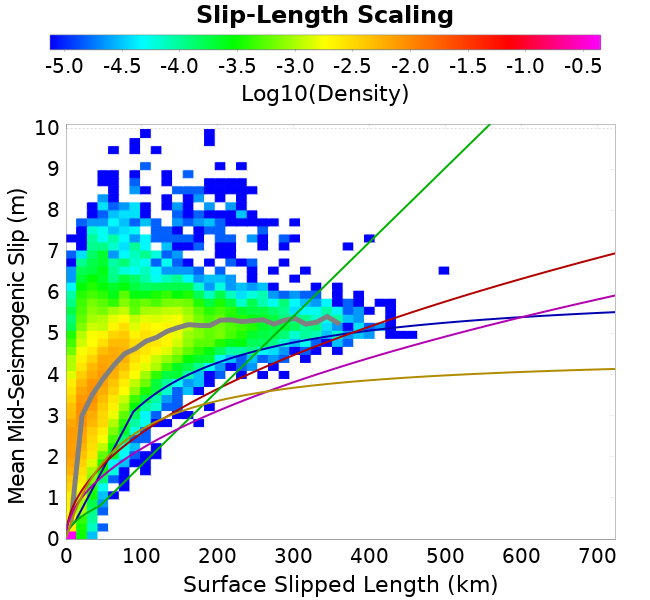 Slip-Length Scaling
-5.0 -4.5 -4.0 -3.5 -3.0 -2.5 -2.0 -1.5 -1.0 -0.5
Log10(Density)
10
9
8
7
6
5
4
3
2
1
0
Mean Mid-Seismogenic Slip (m)
0 100 200 300 400 500 600 700
Surface Slipped Length (km)